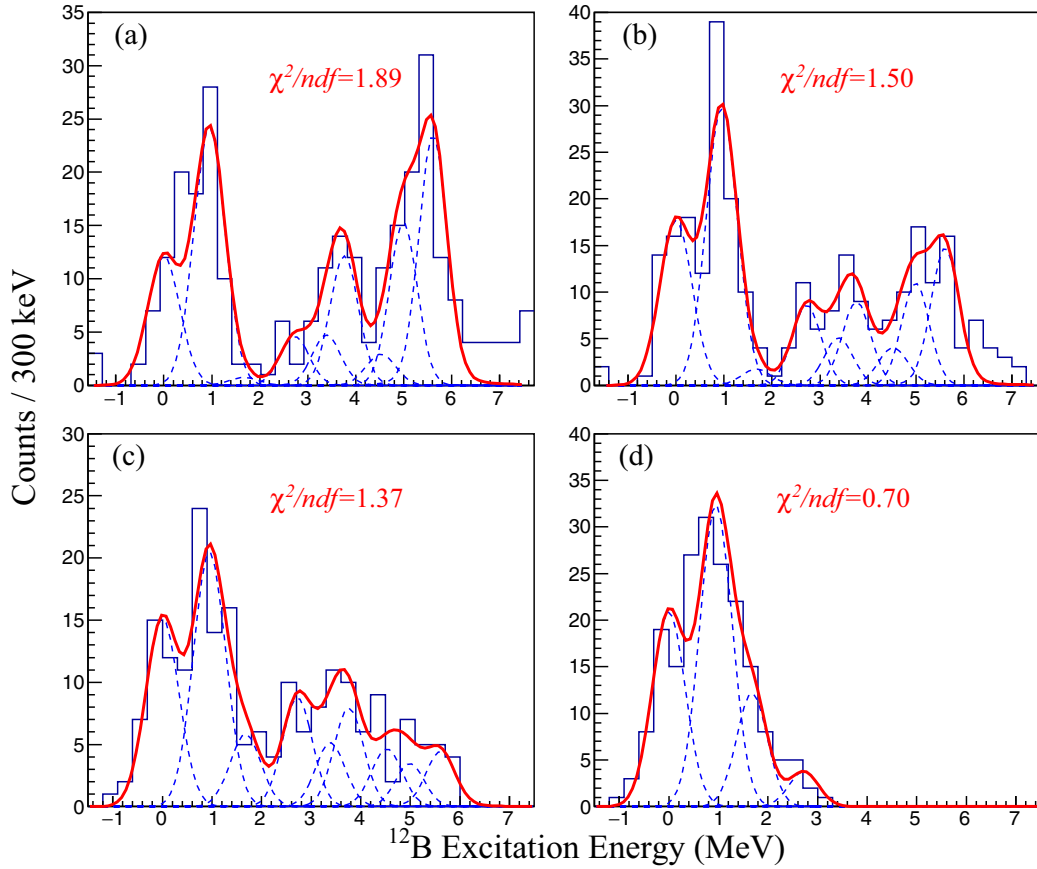 (a)
χ²/ndf=1.89
35
30
25
20
15
10
5
0
−1 0 1 2 3 4 5 6 7
(b)
χ²/ndf=1.50
40
35
30
25
20
15
10
5
0
−1 0 1 2 3 4 5 6 7
Counts / 300 keV
(c)
χ²/ndf=1.37
30
25
20
15
10
5
0
−1 0 1 2 3 4 5 6 7
(d)
χ²/ndf=0.70
40
35
30
25
20
15
10
5
0
−1 0 1 2 3 4 5 6 7
¹²B Excitation Energy (MeV)